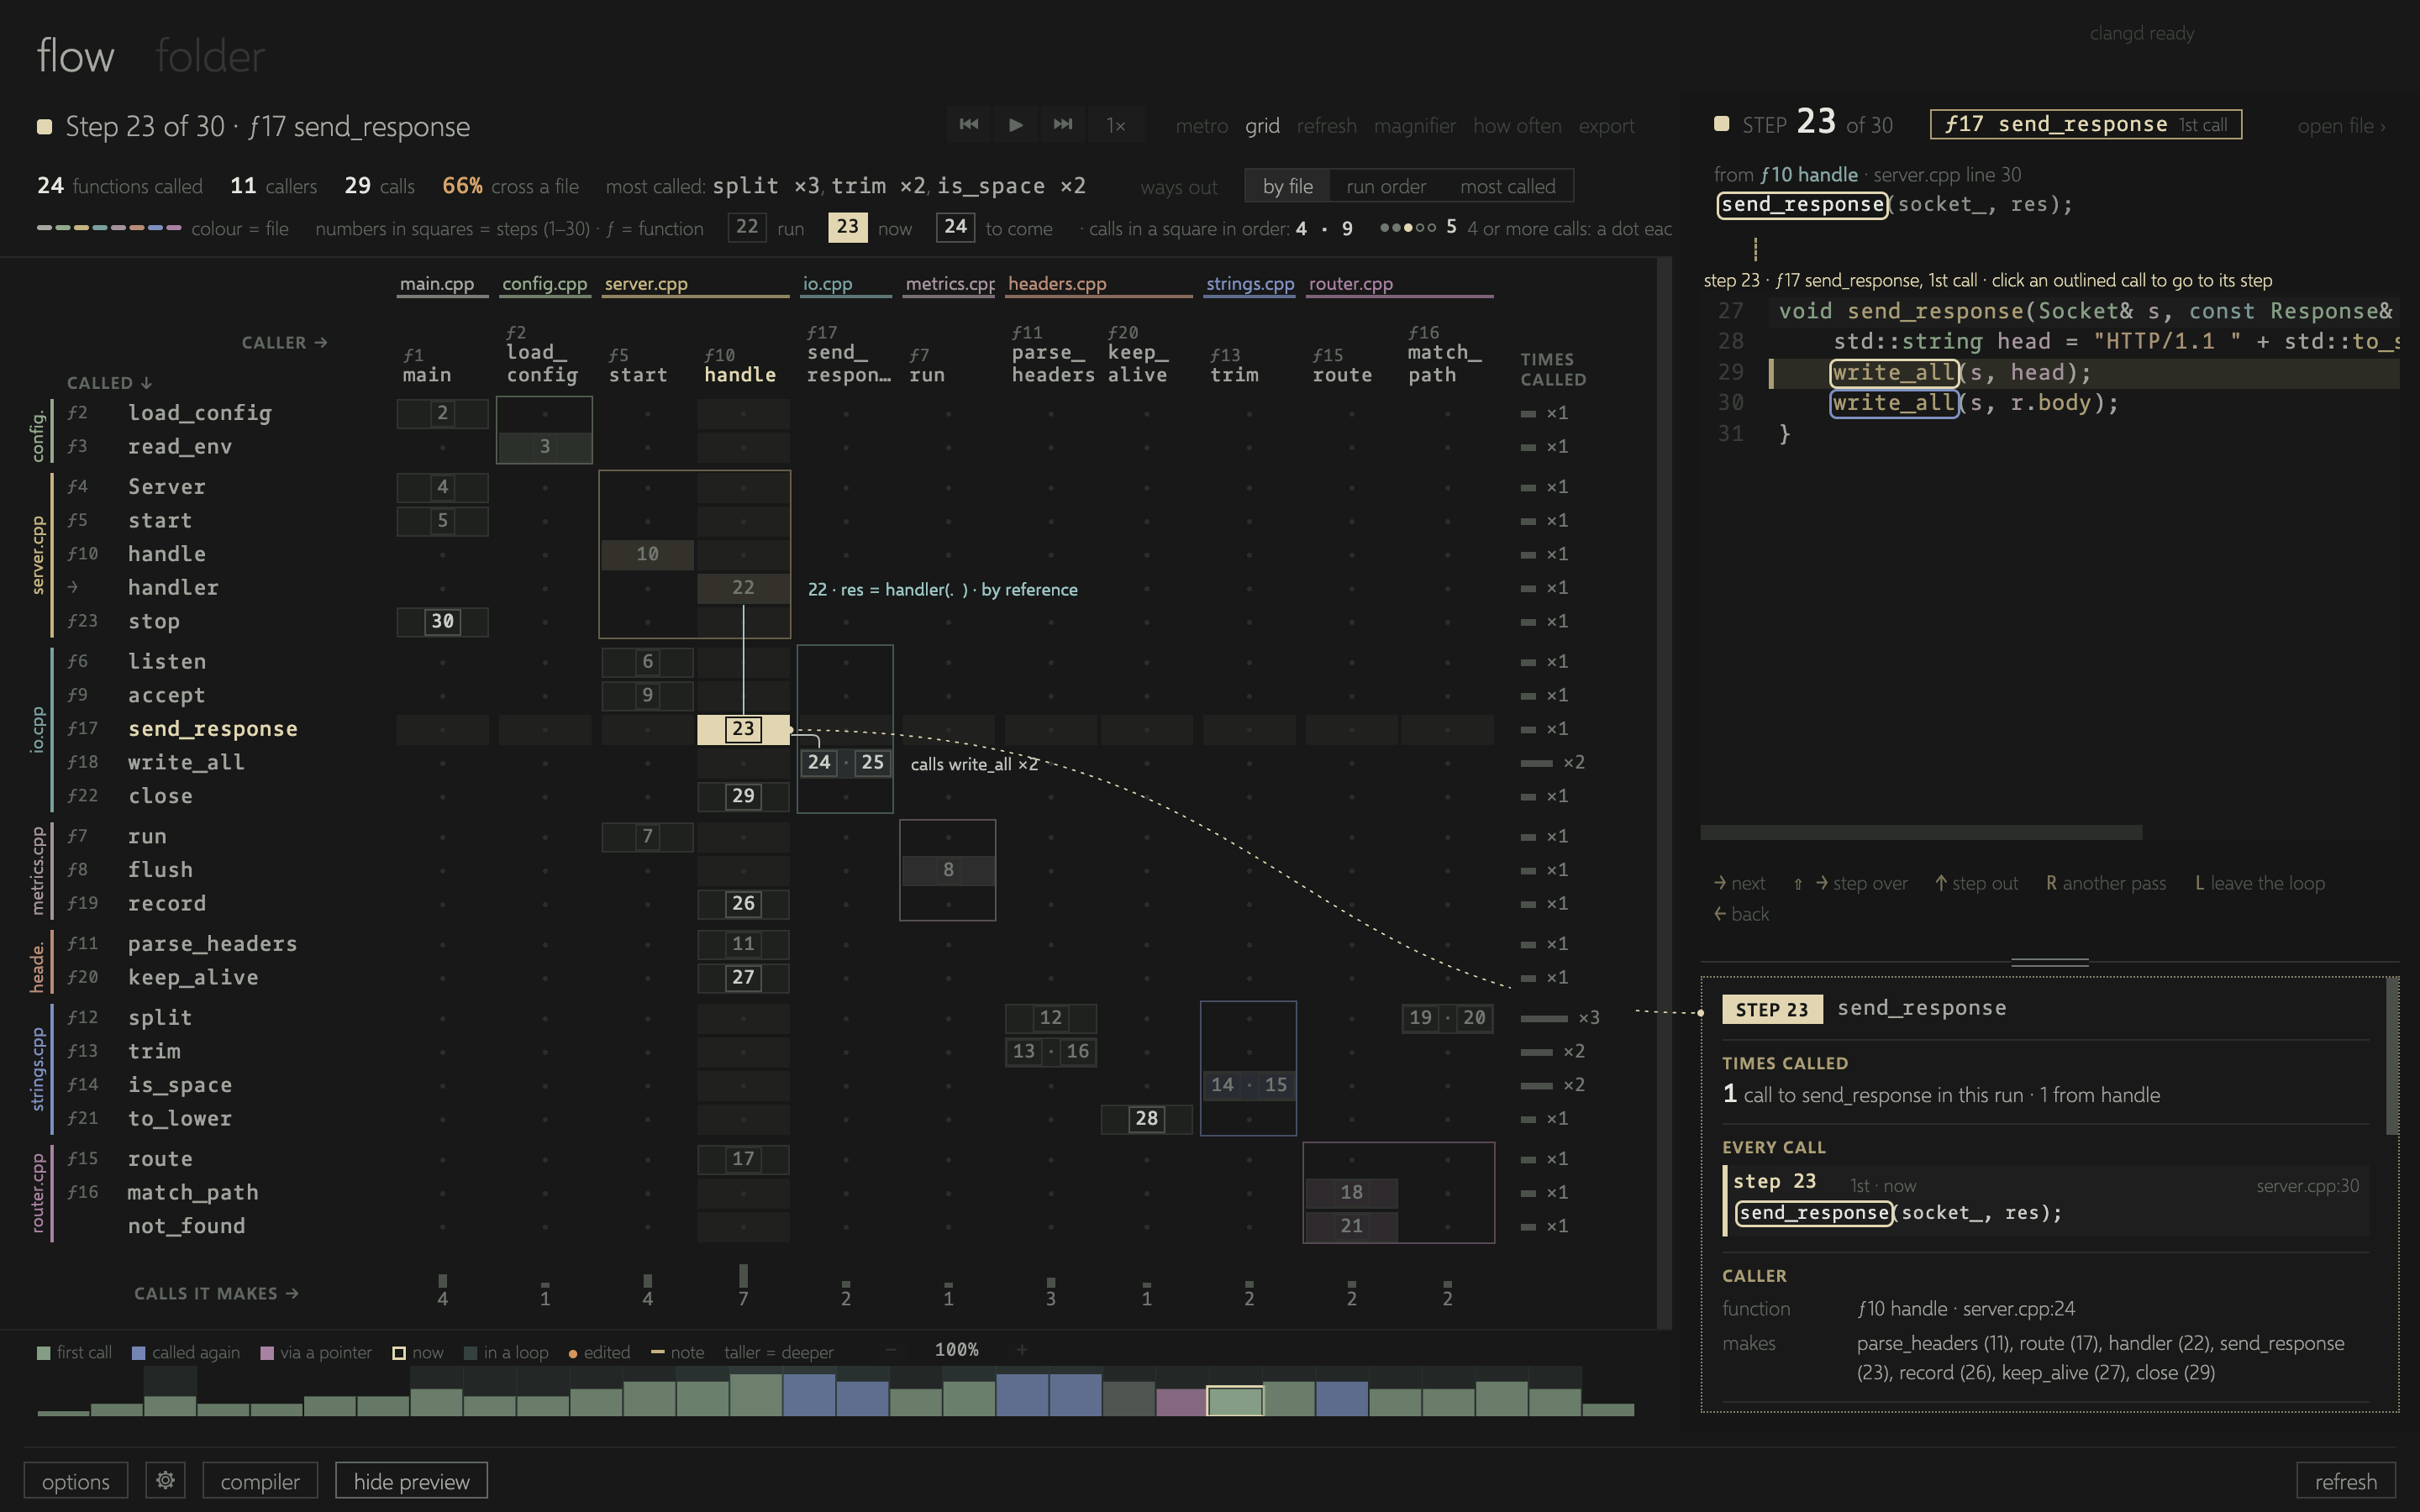 flow folder
clangd ready
Step 23 of 30 · ƒ17 send_response
1×
metro grid refresh magnifier how often export
24 functions called 11 callers 29 calls 66% cross a file most called: split ×3, trim ×2, is_space ×2
ways out by file run order most called
colour = file numbers in squares = steps (1–30) · ƒ = function 22 run 23 now 24 to come · calls in a square in order: 4 · 9 5 4 or more calls: a dot eac
main.cpp config.cpp server.cpp io.cpp metrics.cpp headers.cpp strings.cpp router.cpp
CALLER →
ƒ1 main
ƒ2 load_config
ƒ5 start
ƒ10 handle
ƒ17 send_respon…
ƒ7 run
ƒ11 parse_headers
ƒ20 keep_alive
ƒ13 trim
ƒ15 route
ƒ16 match_path
TIMES CALLED
CALLED ↓
config.
ƒ2 load_config 2 ×1
ƒ3 read_env 3 ×1
server.cpp
ƒ4 Server 4 ×1
ƒ5 start 5 ×1
ƒ10 handle 10 ×1
→ handler 22 22 · res = handler(. ) · by reference ×1
ƒ23 stop 30 ×1
io.cpp
ƒ6 listen 6 ×1
ƒ9 accept 9 ×1
ƒ17 send_response 23 ×1
ƒ18 write_all 24 · 25 calls write_all ×2 ×2
ƒ22 close 29 ×1
metrics.cpp
ƒ7 run 7 ×1
ƒ8 flush 8 ×1
ƒ19 record 26 ×1
heade.
ƒ11 parse_headers 11 ×1
ƒ20 keep_alive 27 ×1
strings.cpp
ƒ12 split 12 19 · 20 ×3
ƒ13 trim 13 · 16 ×2
ƒ14 is_space 14 · 15 ×2
ƒ21 to_lower 28 ×1
router.cpp
ƒ15 route 17 ×1
ƒ16 match_path 18 ×1
not_found 21 ×1
CALLS IT MAKES → 4 1 4 7 2 1 3 1 2 2 2
first call called again via a pointer now in a loop edited note taller = deeper − 100% +
options compiler hide preview
STEP 23 of 30 ƒ17 send_response 1st call open file ›
from ƒ10 handle · server.cpp line 30
send_response(socket_, res);
step 23 · ƒ17 send_response, 1st call · click an outlined call to go to its step
27 void send_response(Socket& s, const Response&
28 std::string head = "HTTP/1.1 " + std::to_s
29 write_all(s, head);
30 write_all(s, r.body);
31 }
→ next ⇧ → step over ↑ step out R another pass L leave the loop
← back
STEP 23 send_response
TIMES CALLED
1 call to send_response in this run · 1 from handle
EVERY CALL
step 23 1st · now server.cpp:30
send_response(socket_, res);
CALLER
function ƒ10 handle · server.cpp:24
makes parse_headers (11), route (17), handler (22), send_response
(23), record (26), keep_alive (27), close (29)
refresh